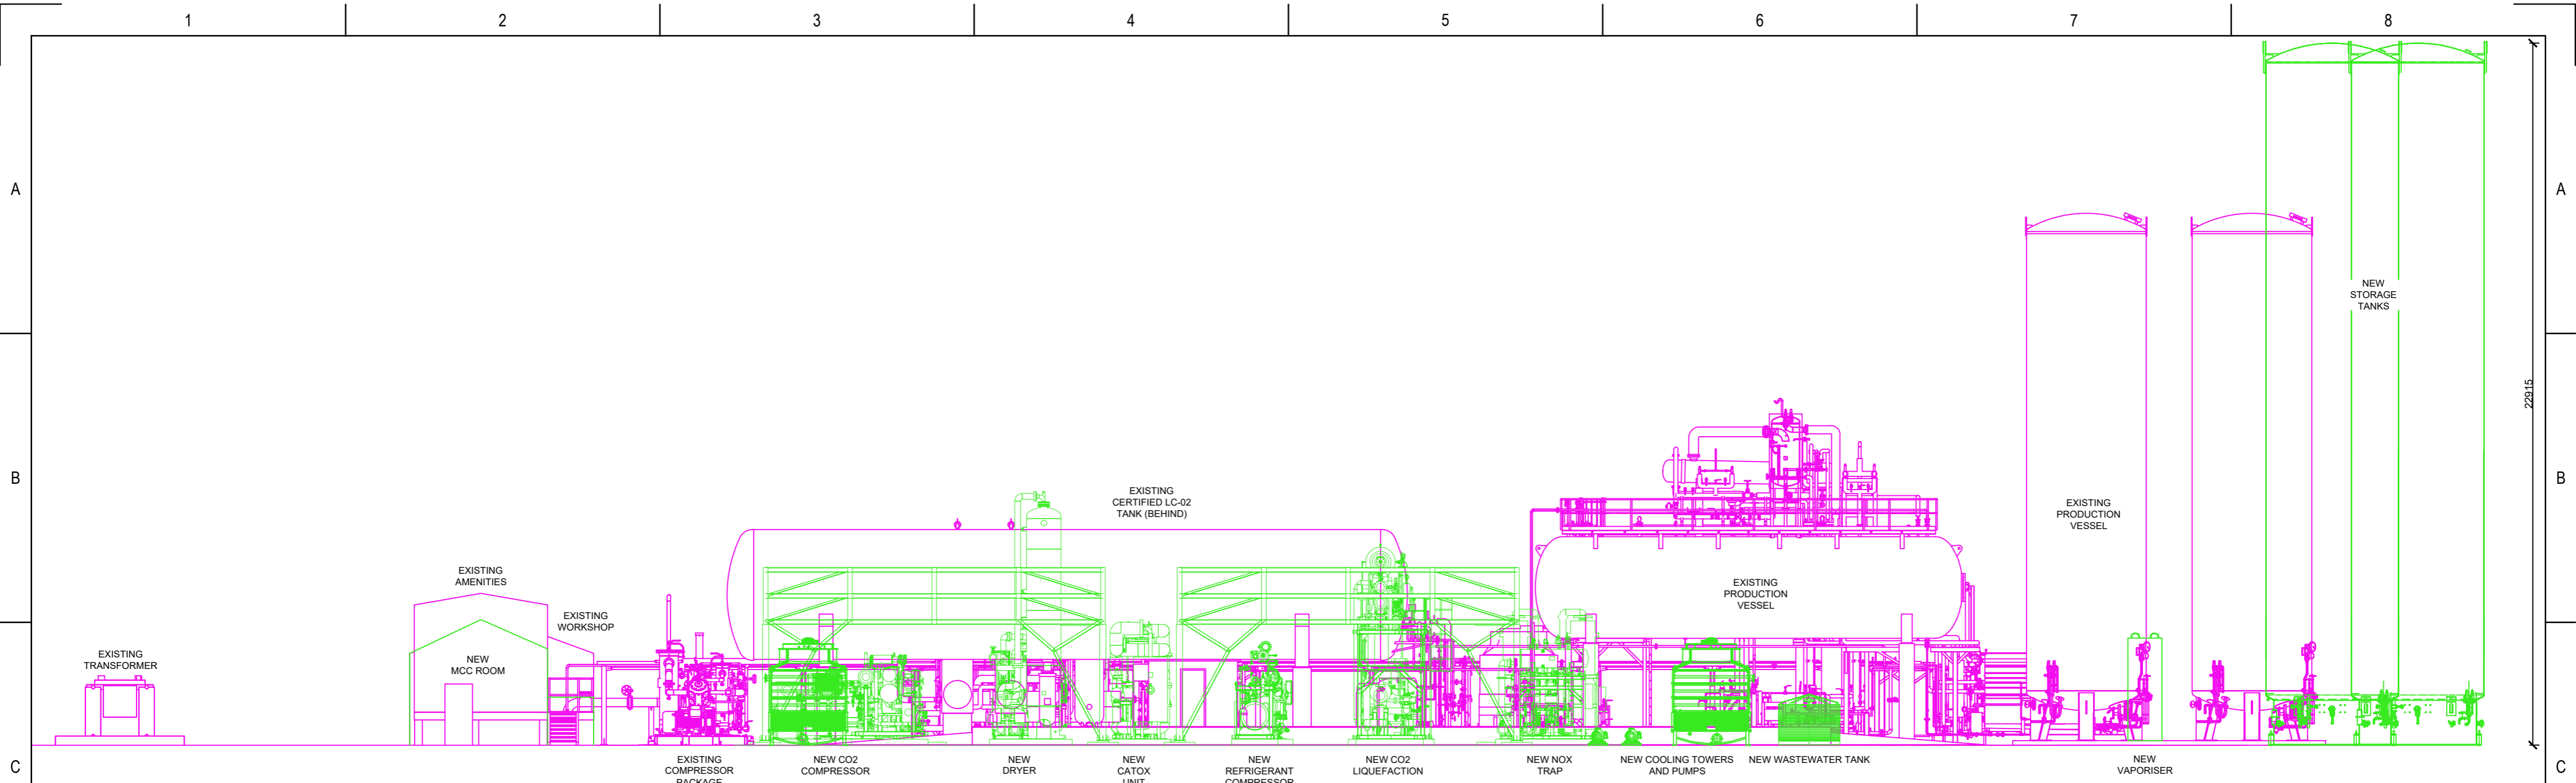 1 2 3 4 5 6 7 8
A A
NEW
STORAGE
TANKS
22915
B B
EXISTING
CERTIFIED LC-02
TANK (BEHIND)
EXISTING
PRODUCTION
VESSEL
EXISTING
AMENITIES
EXISTING
PRODUCTION
VESSEL
EXISTING
WORKSHOP
EXISTING
TRANSFORMER
NEW
MCC ROOM
C C
EXISTING
COMPRESSOR
PACKAGE
NEW CO2
COMPRESSOR
NEW
DRYER
NEW
CATOX
UNIT
NEW
REFRIGERANT
COMPRESSOR
NEW CO2
LIQUEFACTION
NEW NOX
TRAP
NEW COOLING TOWERS
AND PUMPS
NEW WASTEWATER TANK
NEW
VAPORISER